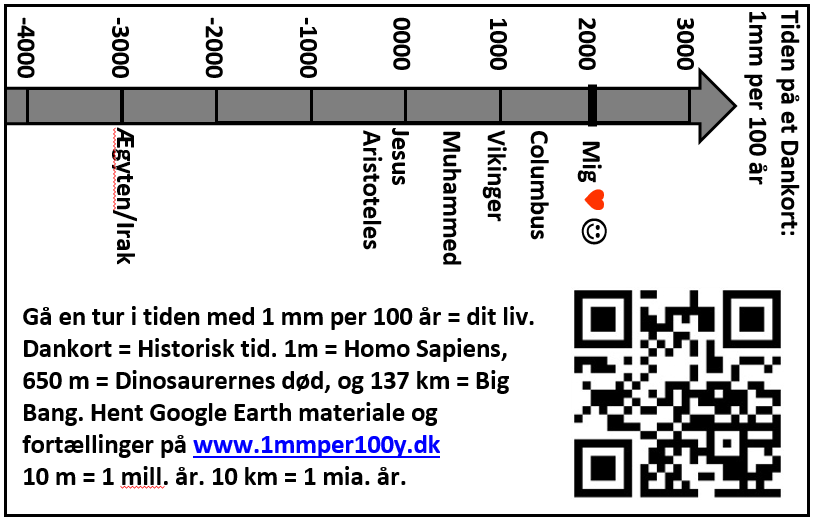 Tiden på et Dankort:
1mm per 100 år
-4000
-3000
-2000
-1000
0000
1000
2000
3000
Ægypten/Irak
Aristoteles
Jesus
Muhammed
Vikinger
Columbus
Mig ♥ ☺
Gå en tur i tiden med 1 mm per 100 år = dit liv.
Dankort = Historisk tid. 1m = Homo Sapiens,
650 m = Dinosaurernes død, og 137 km = Big
Bang. Hent Google Earth materiale og
fortællinger på www.1mmper100y.dk
10 m = 1 mill. år. 10 km = 1 mia. år.